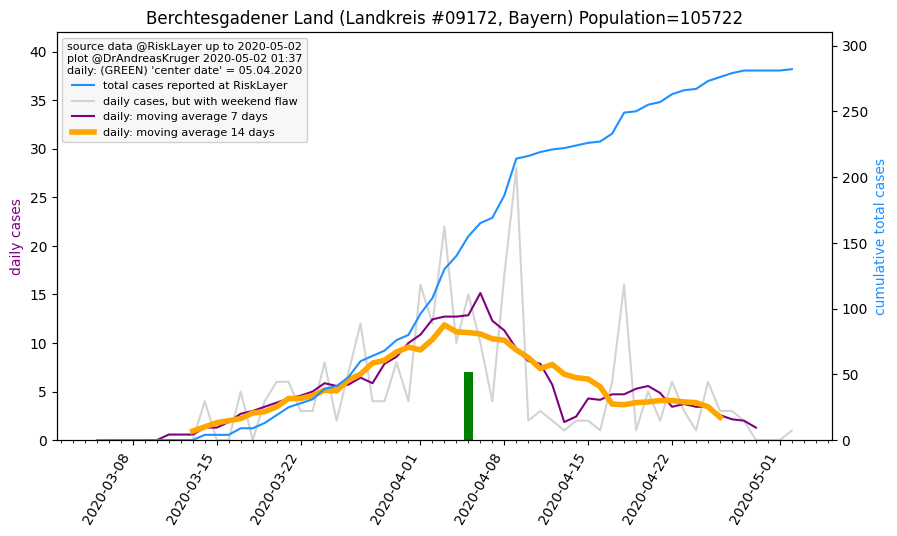 Berchtesgadener Land (Landkreis #09172, Bayern) Population=105722
source data @RiskLayer up to 2020-05-02
plot @DrAndreasKruger 2020-05-02 01:37
daily: (GREEN) 'center date' = 05.04.2020
total cases reported at RiskLayer
daily cases, but with weekend flaw
daily: moving average 7 days
daily: moving average 14 days
daily cases
40
35
30
25
20
15
10
5
0
300
250
200
150
100
50
0
cumulative total cases
2020-03-08
2020-03-15
2020-03-22
2020-04-01
2020-04-08
2020-04-15
2020-04-22
2020-05-01